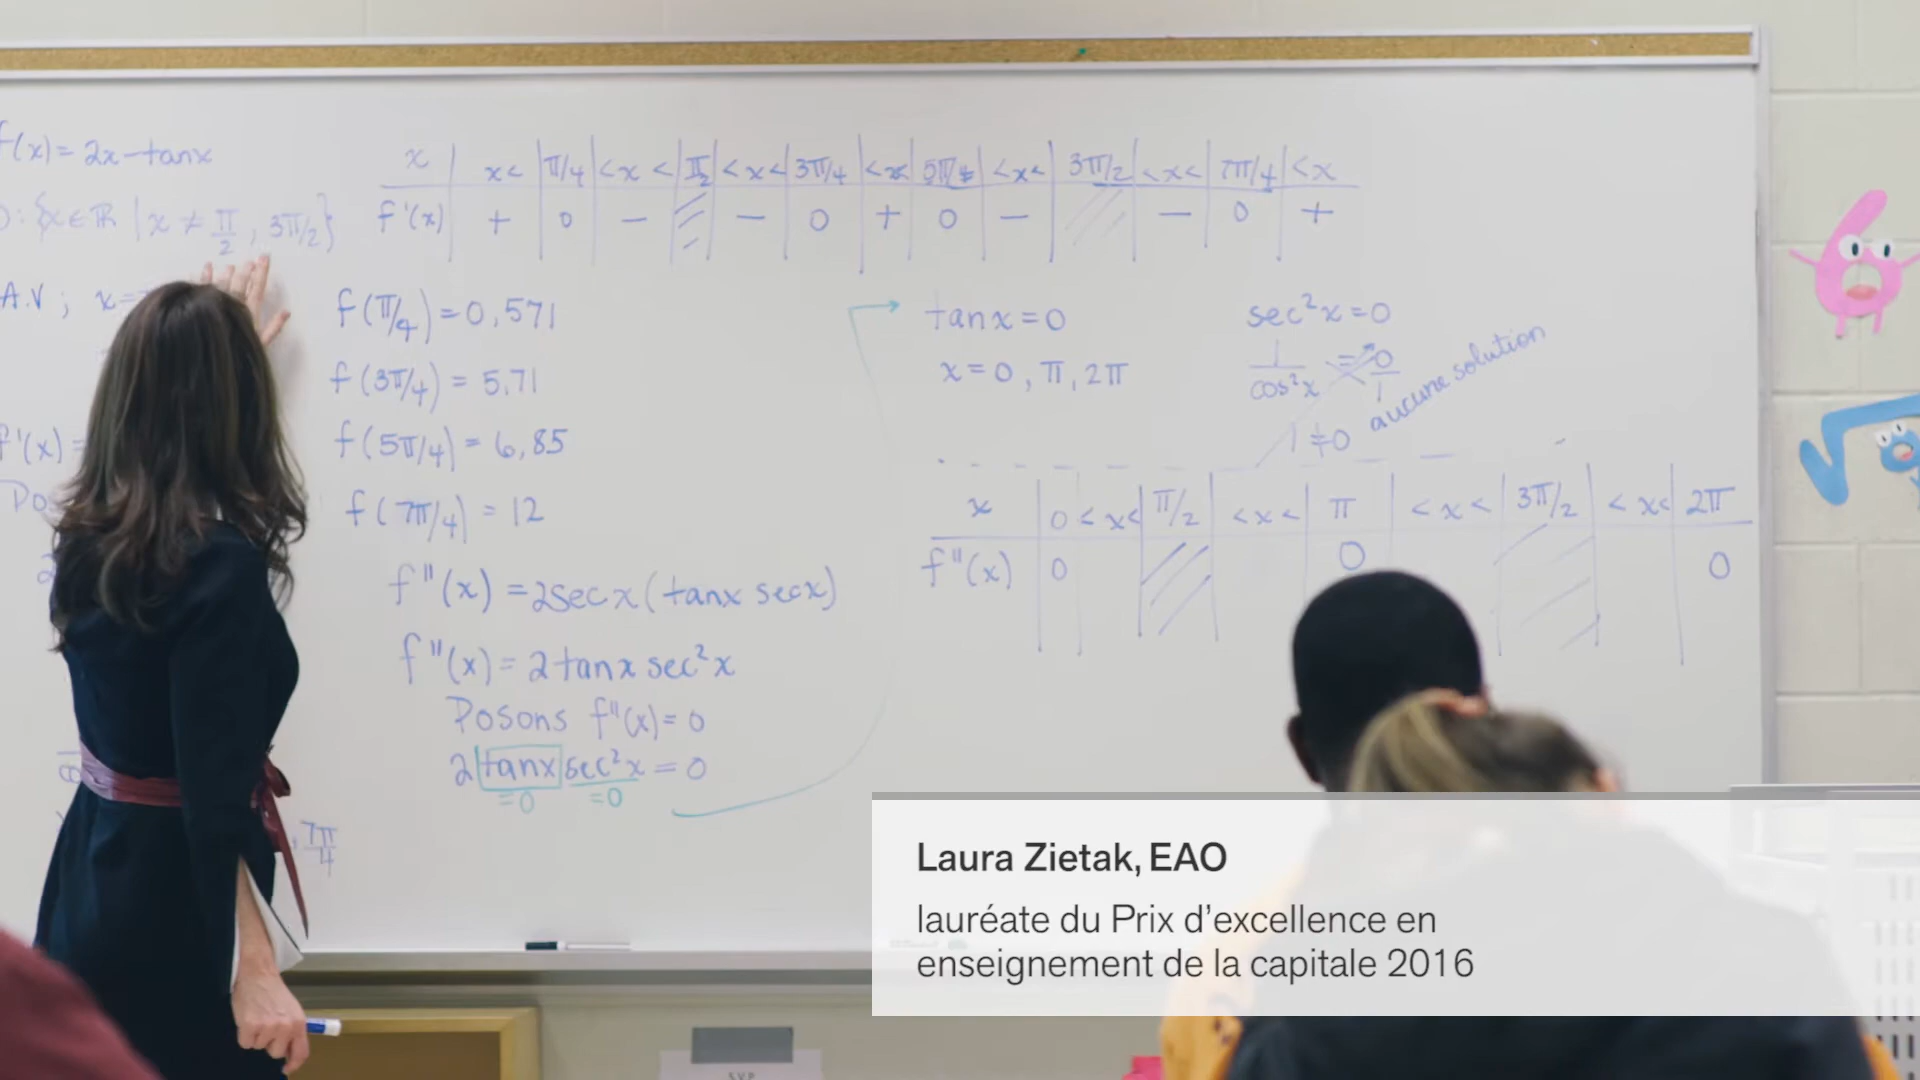 f(x) = 2x - tanx
D: {x ∈ ℝ | x ≠ π/2, 3π/2}
A.V ; x =
f'(x) =
x | x< | π/4 | <x< | π/2 | <x< | 3π/4 | <x< | 5π/4 | <x< | 3π/2 | <x< | 7π/4 | <x
f'(x) | + | 0 | - | | - | 0 | + | 0 | - | | - | 0 | +
f(π/4) = 0,571
f(3π/4) = 5,71
f(5π/4) = 6,85
f(7π/4) = 12
f"(x) = 2secx(tanx secx)
f"(x) = 2tanx sec²x
Posons f"(x) = 0
2 tanx sec²x = 0
=0 =0
7π/4
tanx = 0
x = 0, π, 2π
sec²x = 0
1/cos²x = 0/1
1 ≠ 0
aucune solution
x | 0 | <x< | π/2 | <x< | π | <x< | 3π/2 | <x< | 2π
f"(x) | 0 | | | | 0 | | | | 0
Laura Zietak, EAO
lauréate du Prix d'excellence en
enseignement de la capitale 2016
S.V.P